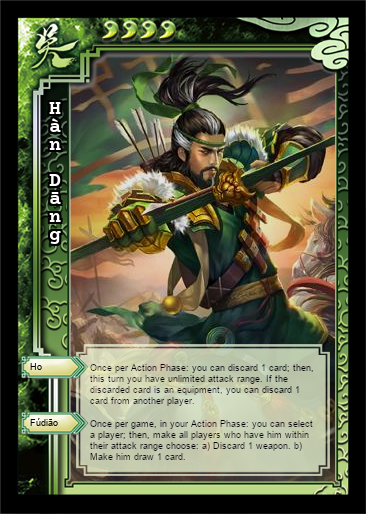 吴
Hàn Dāng
Ho
Once per Action Phase: you can discard 1 card; then,
this turn you have unlimited attack range. If the
discarded card is an equipment, you can discard 1
card from another player.
Fúdião
Once per game, in your Action Phase: you can select
a player; then, make all players who have him within
their attack range choose: a) Discard 1 weapon. b)
Make him draw 1 card.